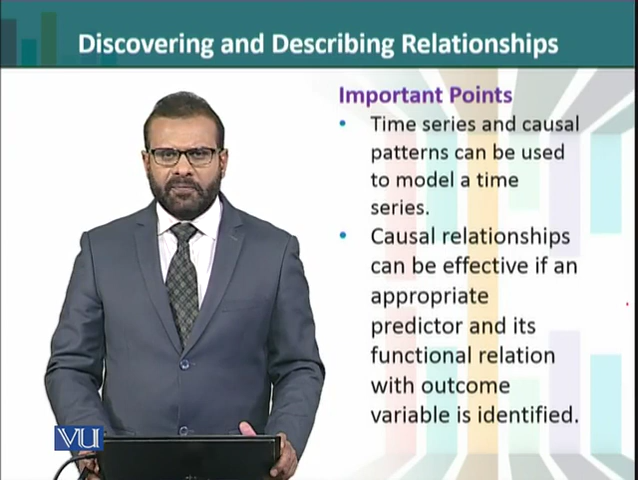 Discovering and Describing Relationships
Important Points
• Time series and causal
patterns can be used
to model a time
series.
• Causal relationships
can be effective if an
appropriate
predictor and its
functional relation
with outcome
variable is identified.
VU